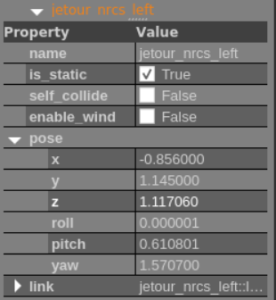 jetour_nrcs_left
Property Value
name jetour_nrcs_left
is_static True
self_collide False
enable_wind False
pose
x -0.856000
y 1.145000
z 1.117060
roll 0.000001
pitch 0.610801
yaw 1.570700
link jetour_nrcs_left::l...